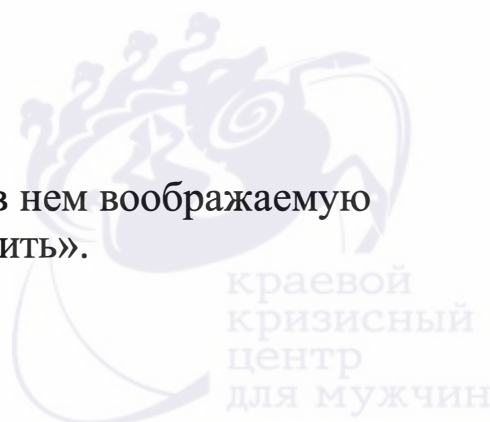 в нем воображаемую
ить».
краевой
кризисный
центр
для мужчин